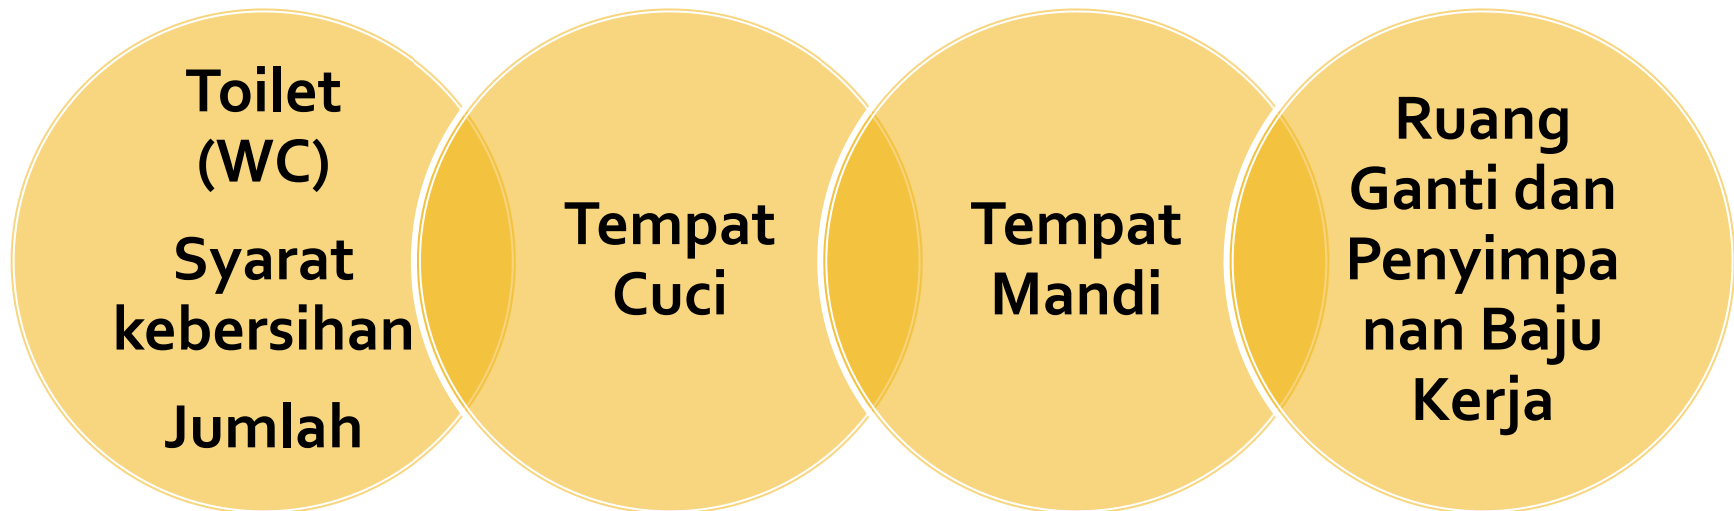 Toilet
(WC)
Syarat
kebersihan
Jumlah
Tempat
Cuci
Tempat
Mandi
Ruang
Ganti dan
Penyimpa
nan Baju
Kerja